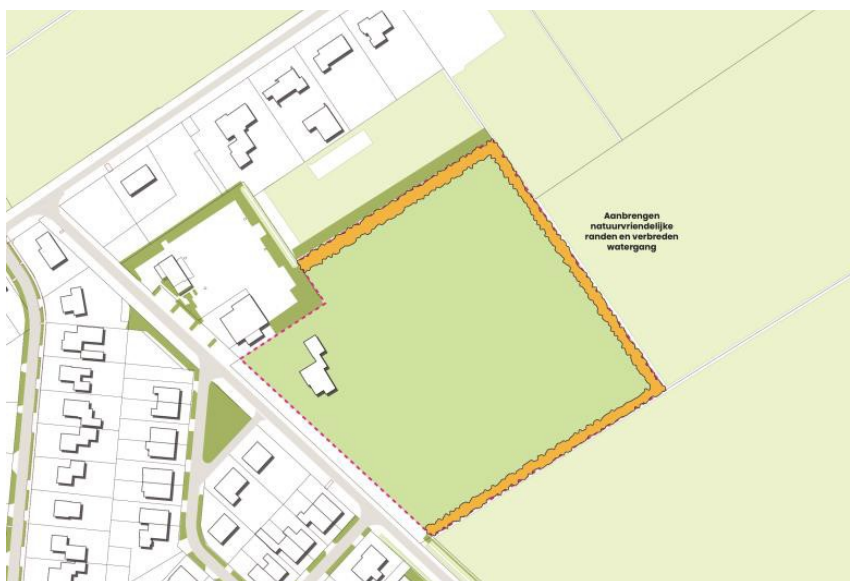 Aanbrengen
natuurvriendelijke
randen en verbreden
watergang